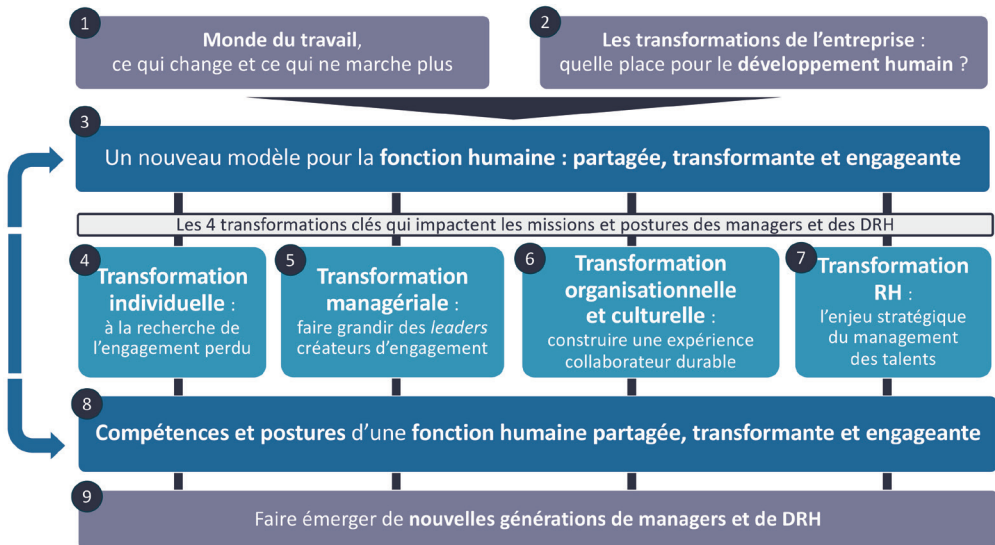 1
Monde du travail,
ce qui change et ce qui ne marche plus
2
Les transformations de l’entreprise :
quelle place pour le développement humain ?
3
Un nouveau modèle pour la fonction humaine : partagée, transformante et engageante
Les 4 transformations clés qui impactent les missions et postures des managers et des DRH
4
Transformation
individuelle :
à la recherche de
l’engagement perdu
5
Transformation
managériale :
faire grandir des leaders
créateurs d’engagement
6
Transformation
organisationnelle
et culturelle :
construire une expérience
collaborateur durable
7
Transformation
RH :
l’enjeu stratégique
du management
des talents
8
Compétences et postures d’une fonction humaine partagée, transformante et engageante
9
Faire émerger de nouvelles générations de managers et de DRH